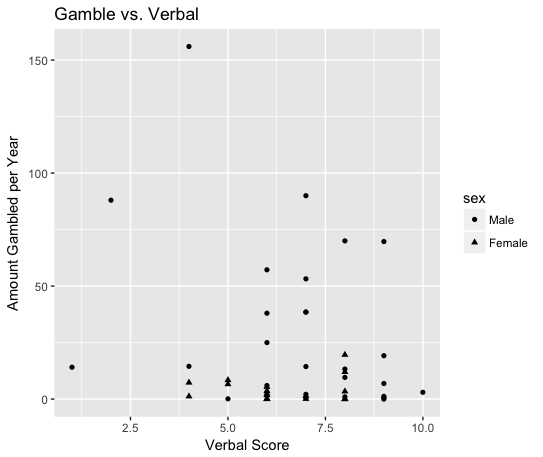 Gamble vs. Verbal
150
100
50
0
Amount Gambled per Year
2.5 5.0 7.5 10.0
Verbal Score
sex
Male
Female